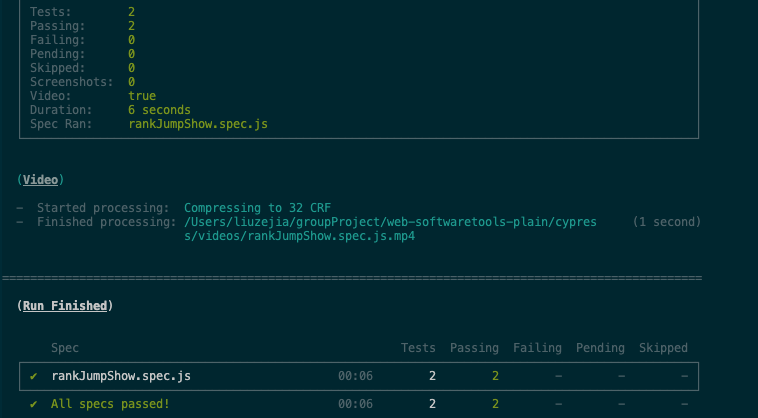 Tests: 2
Passing: 2
Failing: 0
Pending: 0
Skipped: 0
Screenshots: 0
Video: true
Duration: 6 seconds
Spec Ran: rankJumpShow.spec.js
(Video)
- Started processing: Compressing to 32 CRF
- Finished processing: /Users/liuzejia/groupProject/web-softwaretools-plain/cypres (1 second)
s/videos/rankJumpShow.spec.js.mp4
(Run Finished)
Spec Tests Passing Failing Pending Skipped
✔ rankJumpShow.spec.js 00:06 2 2 - - -
✔ All specs passed! 00:06 2 2 - - -